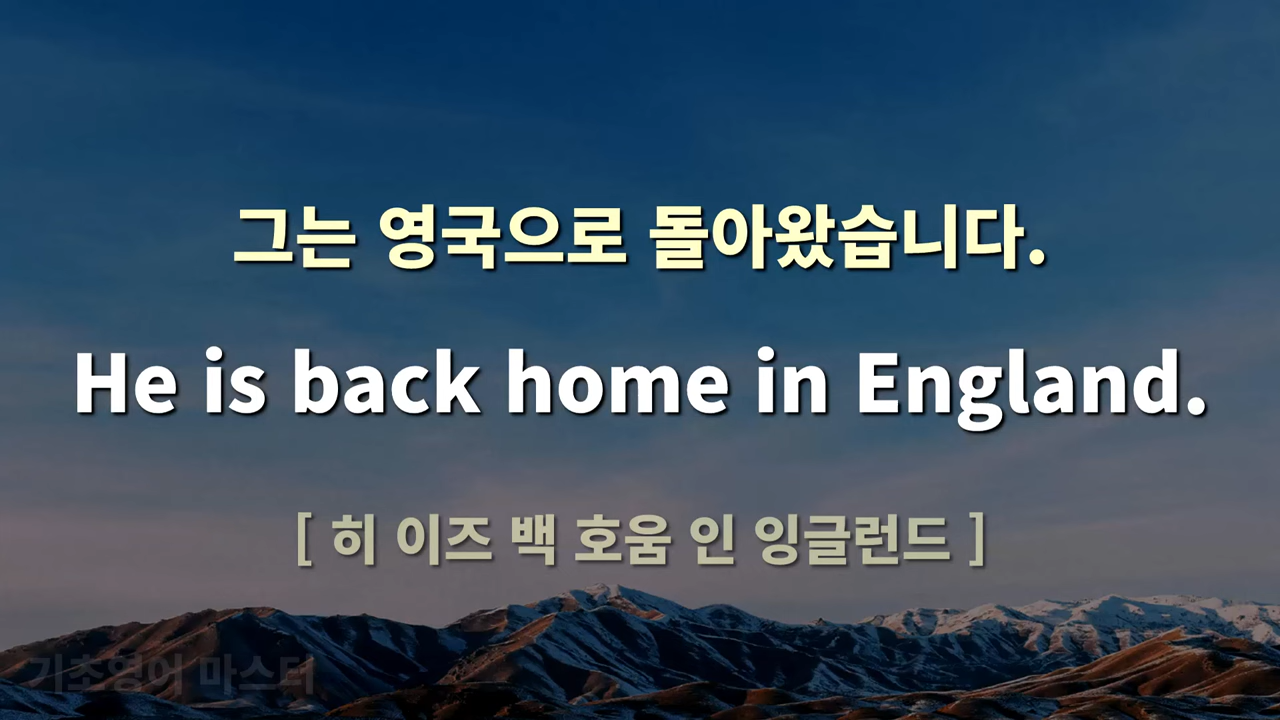 그는 영국으로 돌아왔습니다.
He is back home in England.
[ 히 이즈 백 호움 인 잉글런드 ]
기초영어 마스터